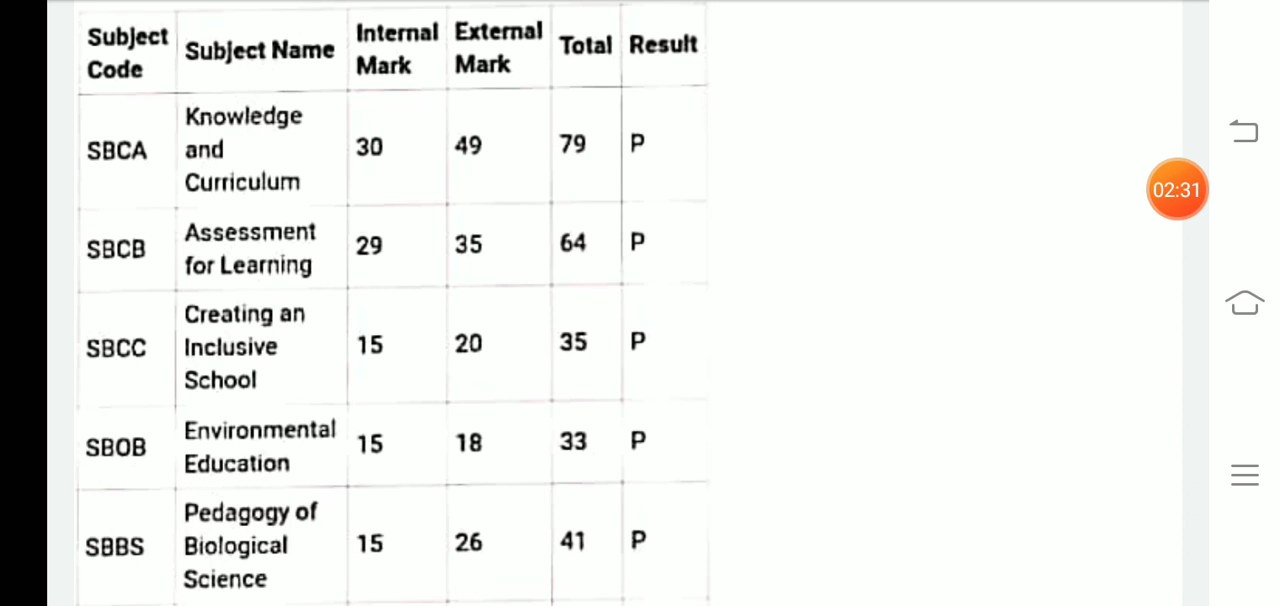 Subject Code Subject Name Internal Mark External Mark Total Result
SBCA Knowledge and Curriculum 30 49 79 P
SBCB Assessment for Learning 29 35 64 P
SBCC Creating an Inclusive School 15 20 35 P
SBOB Environmental Education 15 18 33 P
SBBS Pedagogy of Biological Science 15 26 41 P
02:31